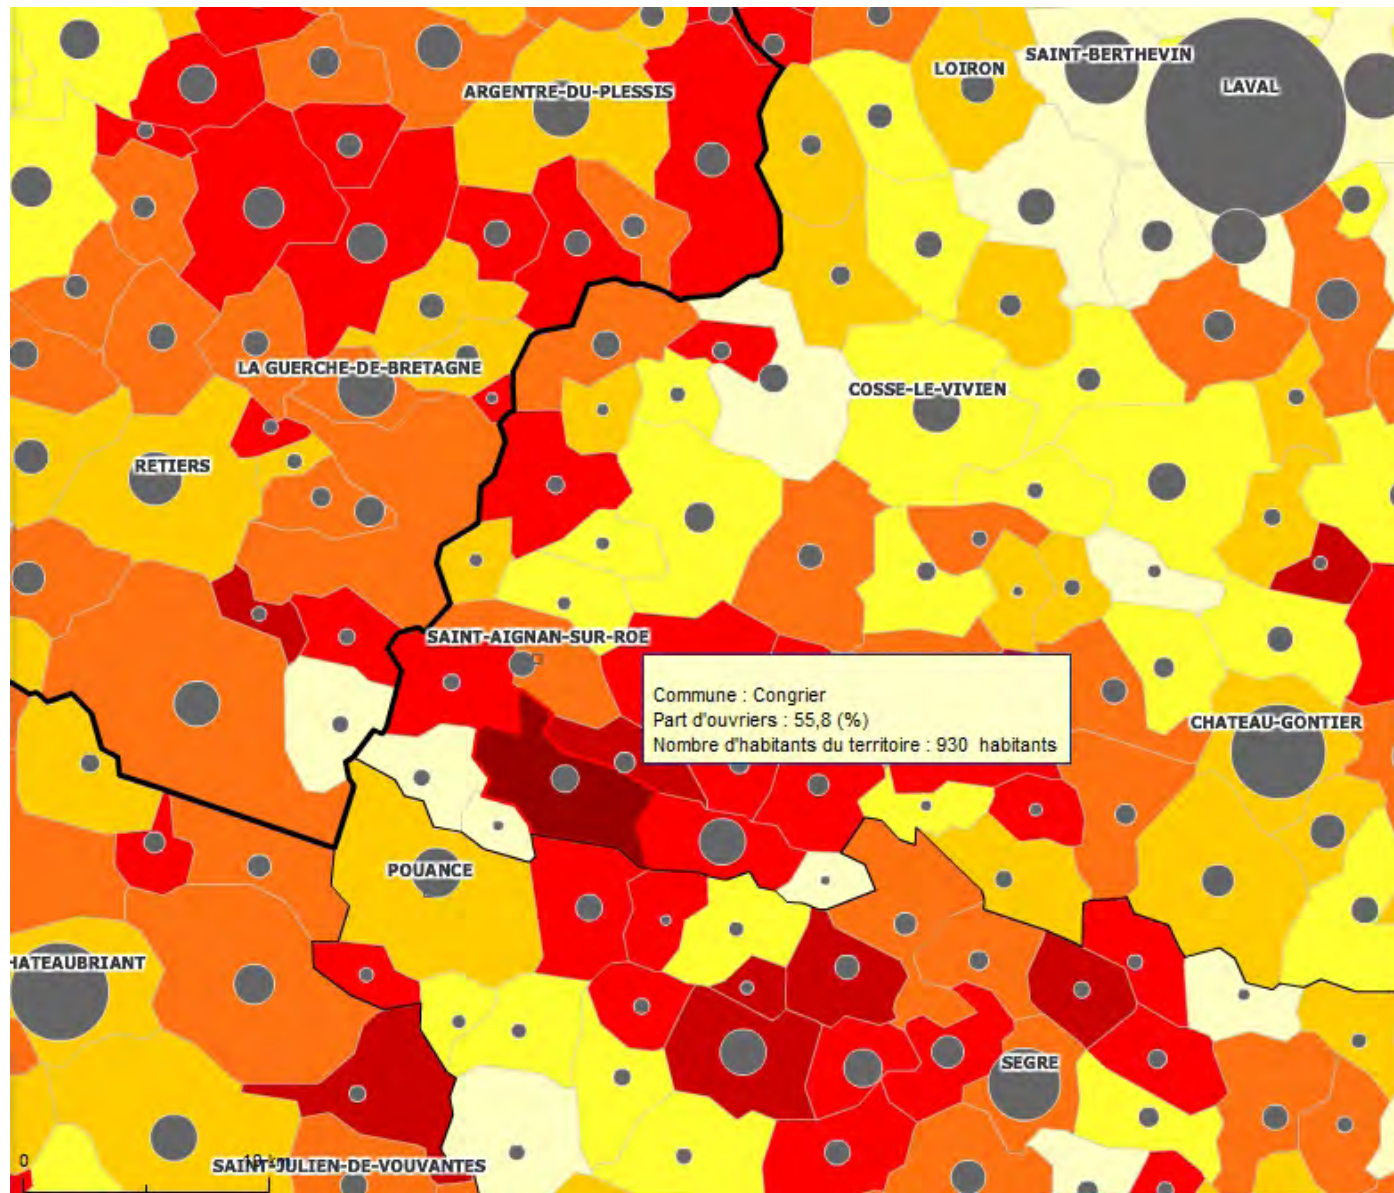 SAINT-BERTHEVIN
LOIRON
LAVAL
ARGENTRE-DU-PLESSIS
LA GUERCHE-DE-BRETAGNE
COSSE-LE-VIVIEN
RETIERS
SAINT-AIGNAN-SUR-ROE
Commune : Congrier
Part d'ouvriers : 55,8 (%)
Nombre d'habitants du territoire : 930 habitants
CHATEAU-GONTIER
POUANCE
HATEAUBRIANT
SEGRE
0
10 km
SAINT-JULIEN-DE-VOUVANTES